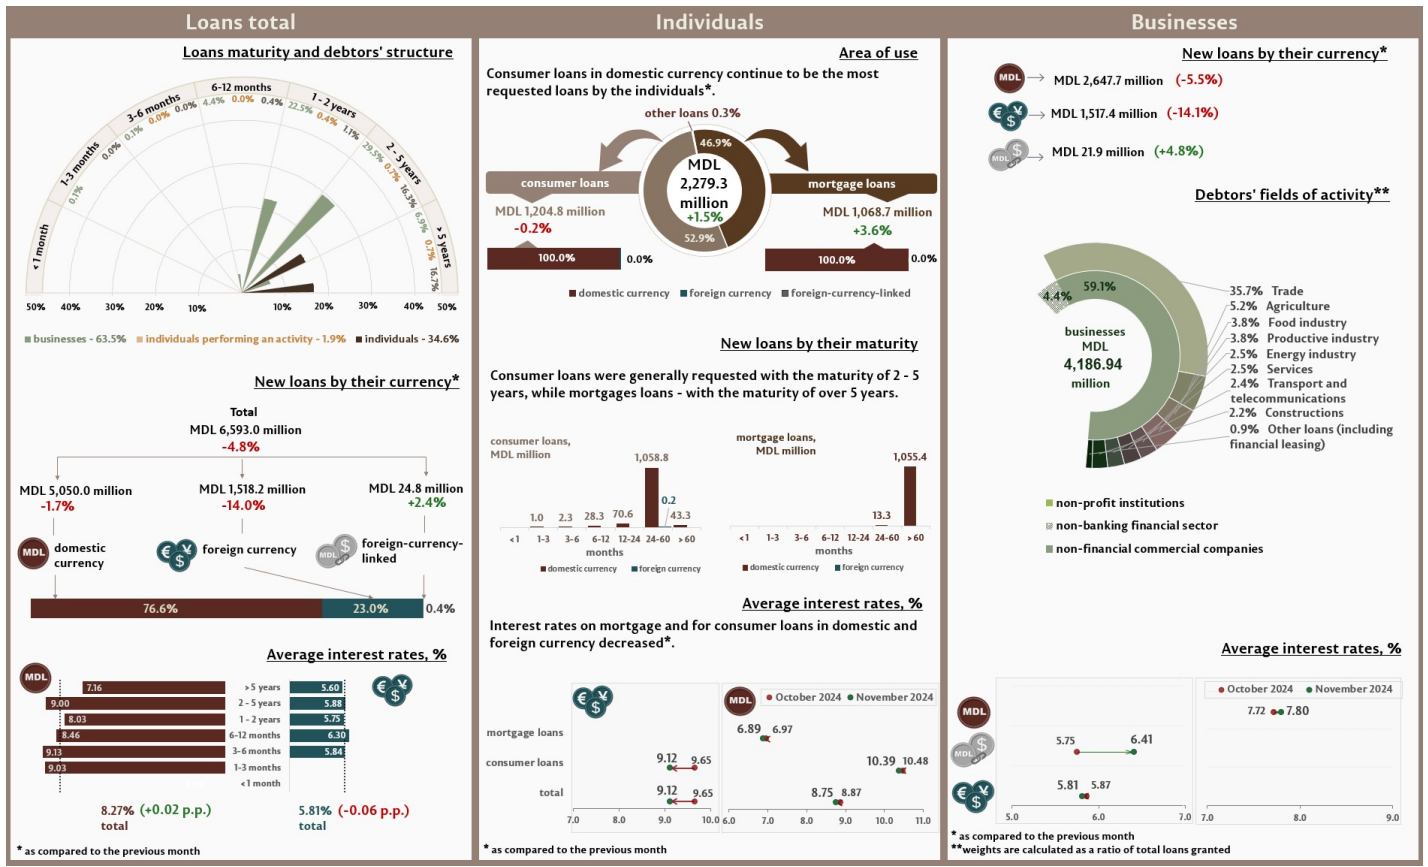 Loans total
Loans maturity and debtors' structure
< 1 month
1-3 months
3-6 months
6-12 months
1 - 2 years
2 - 5 years
> 5 years
0.1%
0.0%
0.1%
0.0%
0.0%
4.4%
0.0%
0.4%
22.5%
0.4%
1.1%
29.5%
0.7%
16.3%
6.9%
0.7%
16.7%
50% 40% 30% 20% 10% 10% 30% 40% 50%
businesses - 63.5% individuals performing an activity - 1.9% individuals - 34.6%
New loans by their currency*
Total
MDL 6,593.0 million
-4.8%
MDL 5,050.0 million
-1.7%
MDL 1,518.2 million
-14.0%
MDL 24.8 million
+2.4%
MDL
domestic
currency
€ ¥
$
foreign currency
MDL $
foreign-currency-
linked
76.6% 23.0% 0.4%
Average interest rates, %
MDL
€ ¥
$
7.16 > 5 years 5.60
9.00 2 - 5 years 5.88
8.03 1 - 2 years 5.75
8.46 6-12 months 6.30
9.13 3-6 months 5.84
9.03 1-3 months
< 1 month
8.27% (+0.02 p.p.)
total
5.81% (-0.06 p.p.)
total
* as compared to the previous month
Individuals
Area of use
Consumer loans in domestic currency continue to be the most
requested loans by the individuals*.
other loans 0.3%
46.9%
MDL
2,279.3
million
+1.5%
52.9%
consumer loans
MDL 1,204.8 million
-0.2%
100.0% 0.0%
mortgage loans
MDL 1,068.7 million
+3.6%
100.0% 0.0%
domestic currency foreign currency foreign-currency-linked
New loans by their maturity
Consumer loans were generally requested with the maturity of 2 - 5
years, while mortgages loans - with the maturity of over 5 years.
consumer loans,
MDL million
1.0 2.3 28.3 70.6 1,058.8 0.2 43.3
< 1 1-3 3-6 6-12 12-24 24-60 > 60
months
domestic currency foreign currency
mortgage loans,
MDL million
13.3 1,055.4
< 1 1-3 3-6 6-12 12-24 24-60 > 60
months
domestic currency foreign currency
Average interest rates, %
Interest rates on mortgage and for consumer loans in domestic and
foreign currency decreased*.
€ ¥
$
MDL
October 2024 November 2024
mortgage loans 6.89 6.97
consumer loans 9.12 9.65 10.39 10.48
total 9.12 9.65 8.75 8.87
7.0 8.0 9.0 10.0 6.0 7.0 8.0 9.0 10.0 11.0
* as compared to the previous month
Businesses
New loans by their currency*
MDL
MDL 2,647.7 million (-5.5%)
€ ¥
$
MDL 1,517.4 million (-14.1%)
MDL $
MDL 21.9 million (+4.8%)
Debtors' fields of activity**
4.4%
59.1%
businesses
MDL
4,186.94
million
35.7% Trade
5.2% Agriculture
3.8% Food industry
3.8% Productive industry
2.5% Energy industry
2.5% Services
2.4% Transport and
telecommunications
2.2% Constructions
0.9% Other loans (including
financial leasing)
non-profit institutions
non-banking financial sector
non-financial commercial companies
Average interest rates, %
October 2024 November 2024
MDL
7.72 7.80
MDL $
5.75 6.41
€ ¥
$
5.81 5.87
5.0 6.0 7.0 7.0 8.0 9.0
* as compared to the previous month
**weights are calculated as a ratio of total loans granted